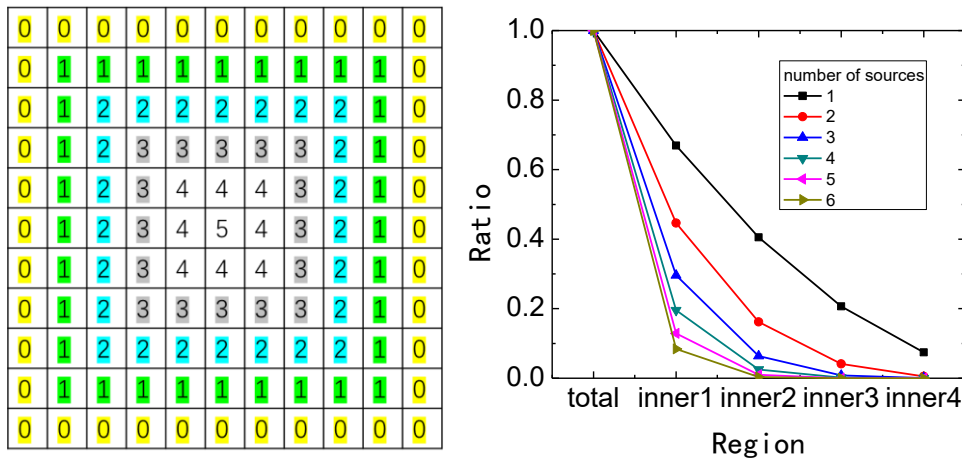 0 0 0 0 0 0 0 0 0 0 0
0 1 1 1 1 1 1 1 1 1 0
0 1 2 2 2 2 2 2 2 1 0
0 1 2 3 3 3 3 3 2 1 0
0 1 2 3 4 4 4 3 2 1 0
0 1 2 3 4 5 4 3 2 1 0
0 1 2 3 4 4 4 3 2 1 0
0 1 2 3 3 3 3 3 2 1 0
0 1 2 2 2 2 2 2 2 1 0
0 1 1 1 1 1 1 1 1 1 0
0 0 0 0 0 0 0 0 0 0 0
1.0
0.8
0.6
0.4
0.2
0.0
Ratio
number of sources
1
2
3
4
5
6
total inner1 inner2 inner3 inner4
Region